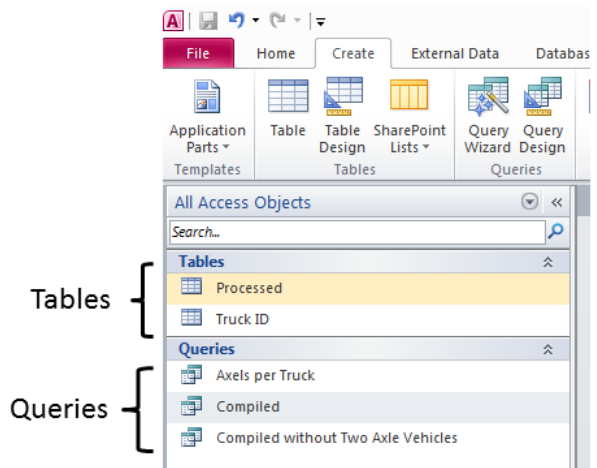 A
File Home Create External Data Databas
Application Parts Table Table Design SharePoint Lists Query Wizard Query Design
Templates Tables Queries
All Access Objects
Search...
Tables
Processed
Truck ID
Queries
Axels per Truck
Compiled
Compiled without Two Axle Vehicles
Tables
Queries